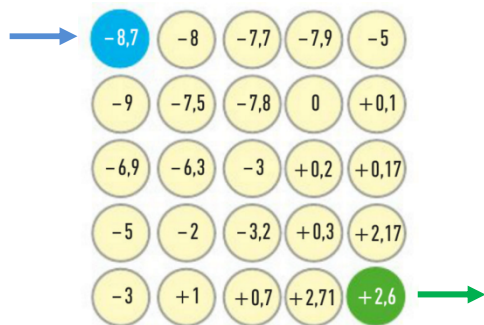 −8,7 −8 −7,7 −7,9 −5
−9 −7,5 −7,8 0 +0,1
−6,9 −6,3 −3 +0,2 +0,17
−5 −2 −3,2 +0,3 +2,17
−3 +1 +0,7 +2,71 +2,6